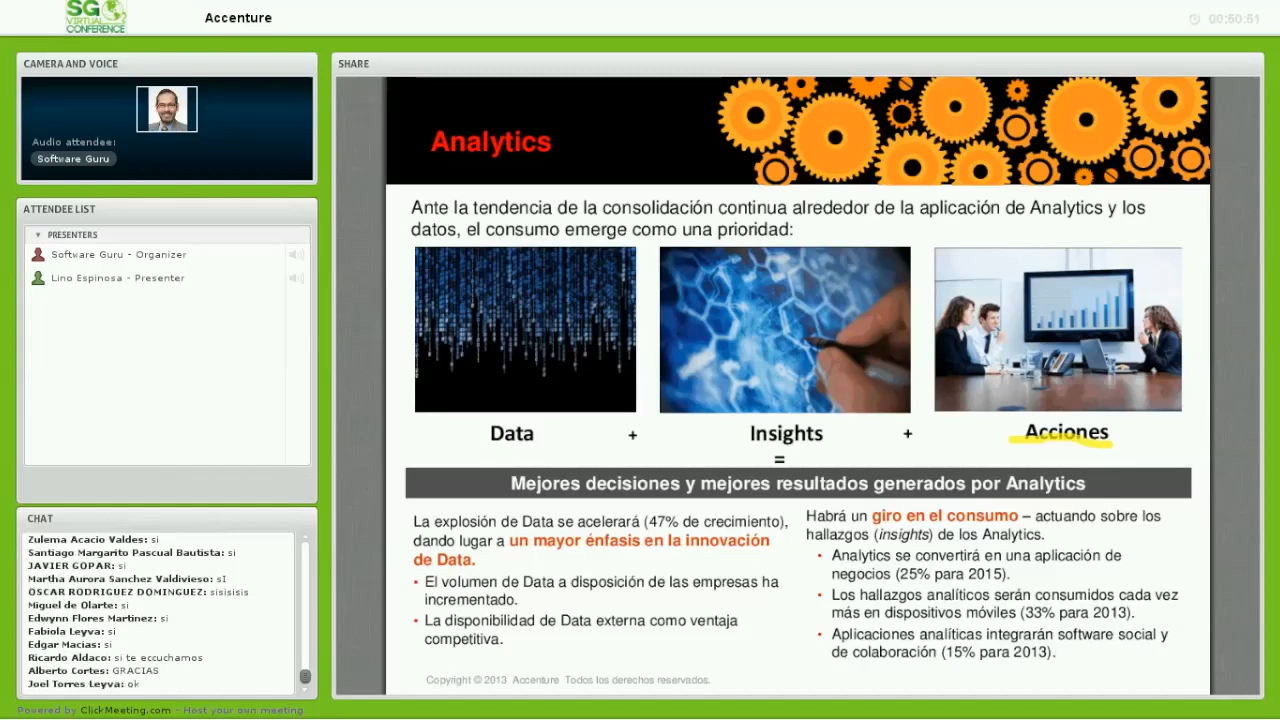 SG
VIRTUAL
CONFERENCE
Accenture
00:50:51
CAMERA AND VOICE
Audio attendee:
Software Guru
ATTENDEE LIST
PRESENTERS
Software Guru - Organizer
Lino Espinosa - Presenter
CHAT
Zulema Acacio Valdes: si
Santiago Margarito Pascual Bautista: si
JAVIER GOPAR: si
Martha Aurora Sanchez Valdivieso: sI
OSCAR RODRIGUEZ DOMINGUEZ: sisisisis
Miguel de Olarte: si
Edwynn Flores Martinez: si
Fabiola Leyva: si
Edgar Macias: si
Ricardo Aldaco: si te eccuchamos
Alberto Cortes: GRACIAS
Joel Torres Leyva: ok
Powered by ClickMeeting.com - Host your own meeting
SHARE
Analytics
Ante la tendencia de la consolidación continua alrededor de la aplicación de Analytics y los
datos, el consumo emerge como una prioridad:
Data + Insights + Acciones
=
Mejores decisiones y mejores resultados generados por Analytics
La explosión de Data se acelerará (47% de crecimiento),
dando lugar a un mayor énfasis en la innovación
de Data.
• El volumen de Data a disposición de las empresas ha
incrementado.
• La disponibilidad de Data externa como ventaja
competitiva.
Habrá un giro en el consumo – actuando sobre los
hallazgos (insights) de los Analytics.
• Analytics se convertirá en una aplicación de
negocios (25% para 2015).
• Los hallazgos analíticos serán consumidos cada vez
más en dispositivos móviles (33% para 2013).
• Aplicaciones analíticas integrarán software social y
de colaboración (15% para 2013).
Copyright © 2013 Accenture Todos los derechos reservados.